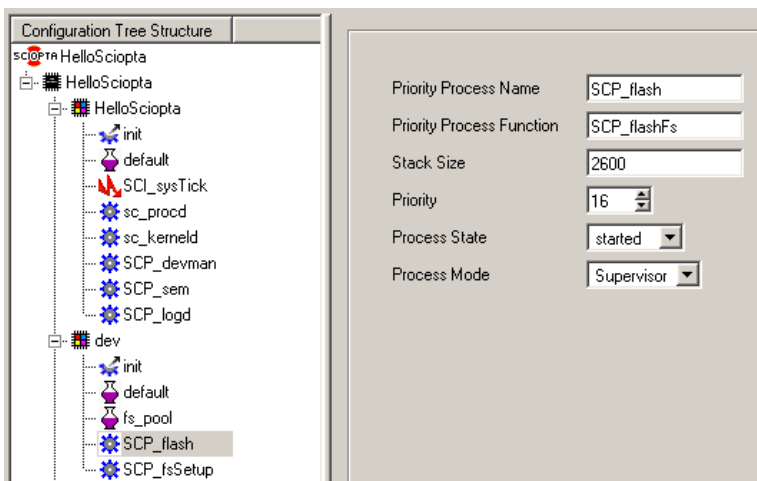 Configuration Tree Structure
SCIOPTA HelloSciopta
HelloSciopta
HelloSciopta
init
default
SCI_sysTick
sc_procd
sc_kerneld
SCP_devman
SCP_sem
SCP_logd
dev
init
default
fs_pool
SCP_flash
SCP_fsSetup
Priority Process Name SCP_flash
Priority Process Function SCP_flashFs
Stack Size 2600
Priority 16
Process State started
Process Mode Supervisor